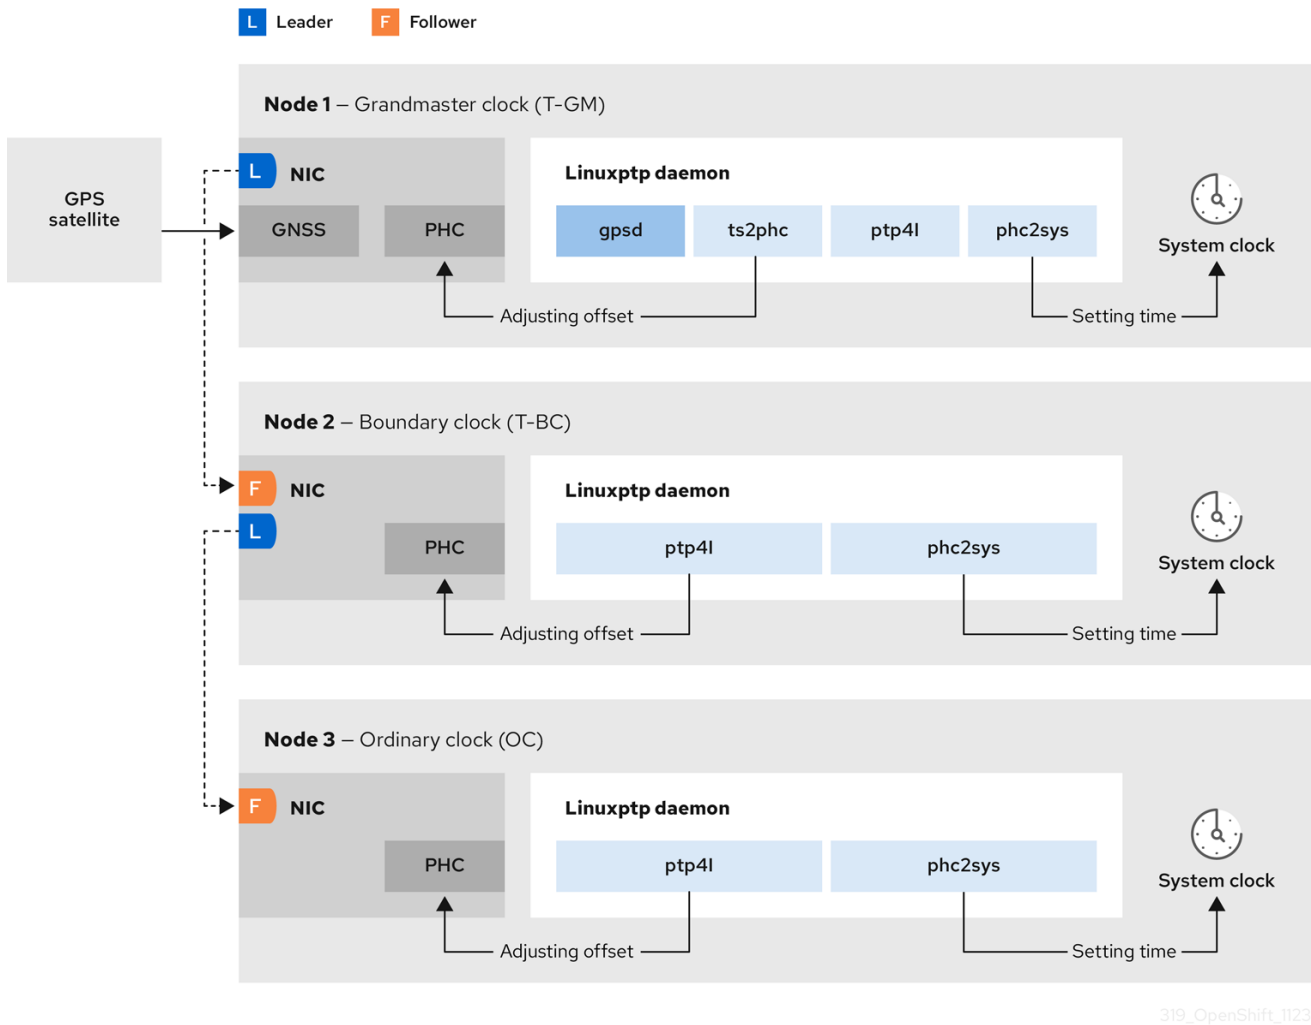 L Leader F Follower
Node 1 – Grandmaster clock (T-GM)
GPS
satellite
L NIC
GNSS PHC
Linuxptp daemon
gpsd ts2phc ptp4l phc2sys
System clock
Adjusting offset
Setting time
Node 2 – Boundary clock (T-BC)
F NIC
L
PHC
Linuxptp daemon
ptp4l phc2sys
System clock
Adjusting offset
Setting time
Node 3 – Ordinary clock (OC)
F NIC
PHC
Linuxptp daemon
ptp4l phc2sys
System clock
Adjusting offset
Setting time
319_OpenShift_1123